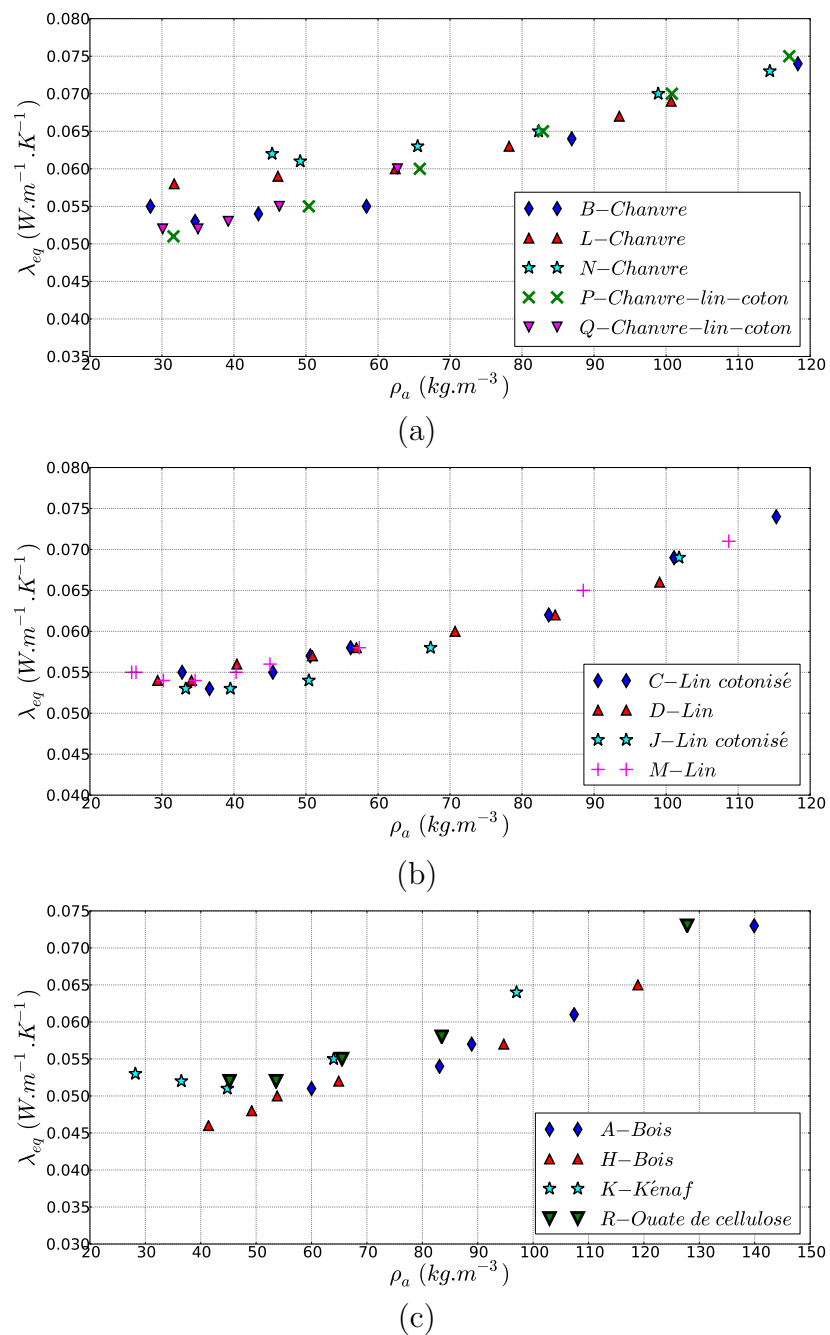 0.080
0.075
0.070
0.065
0.060
0.055
0.050
0.045
0.040
0.035
λeq (W.m−1.K−1)
B−Chanvre
L−Chanvre
N−Chanvre
P−Chanvre−lin−coton
Q−Chanvre−lin−coton
20 30 40 50 60 70 80 90 100 110 120
ρa (kg.m−3)
(a)
0.080
0.075
0.070
0.065
0.060
0.055
0.050
0.045
0.040
λeq (W.m−1.K−1)
C−Lin cotonisé
D−Lin
J−Lin cotonisé
M−Lin
20 30 40 50 60 70 80 90 100 110 120
ρa (kg.m−3)
(b)
0.075
0.070
0.065
0.060
0.055
0.050
0.045
0.040
0.035
0.030
λeq (W.m−1.K−1)
A−Bois
H−Bois
K−Kénaf
R−Ouate de cellulose
20 30 40 50 60 70 80 90 100 110 120 130 140 150
ρa (kg.m−3)
(c)